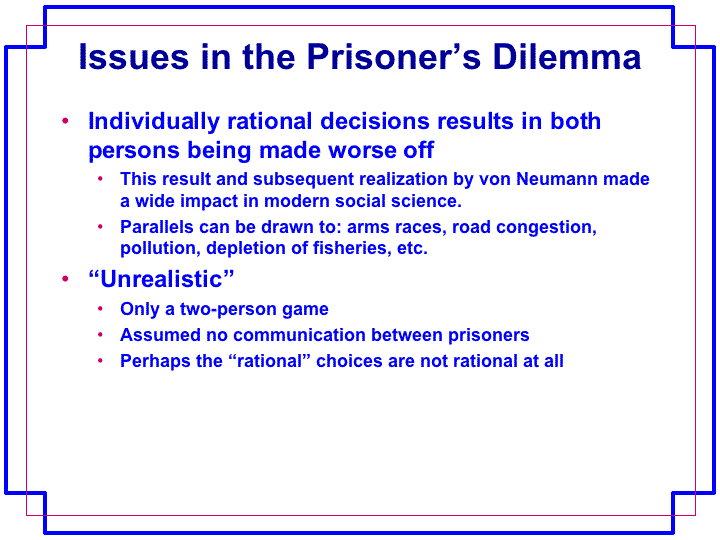 Issues in the Prisoner’s Dilemma
• Individually rational decisions results in both
persons being made worse off
• This result and subsequent realization by von Neumann made
a wide impact in modern social science.
• Parallels can be drawn to: arms races, road congestion,
pollution, depletion of fisheries, etc.
• “Unrealistic”
• Only a two-person game
• Assumed no communication between prisoners
• Perhaps the “rational” choices are not rational at all